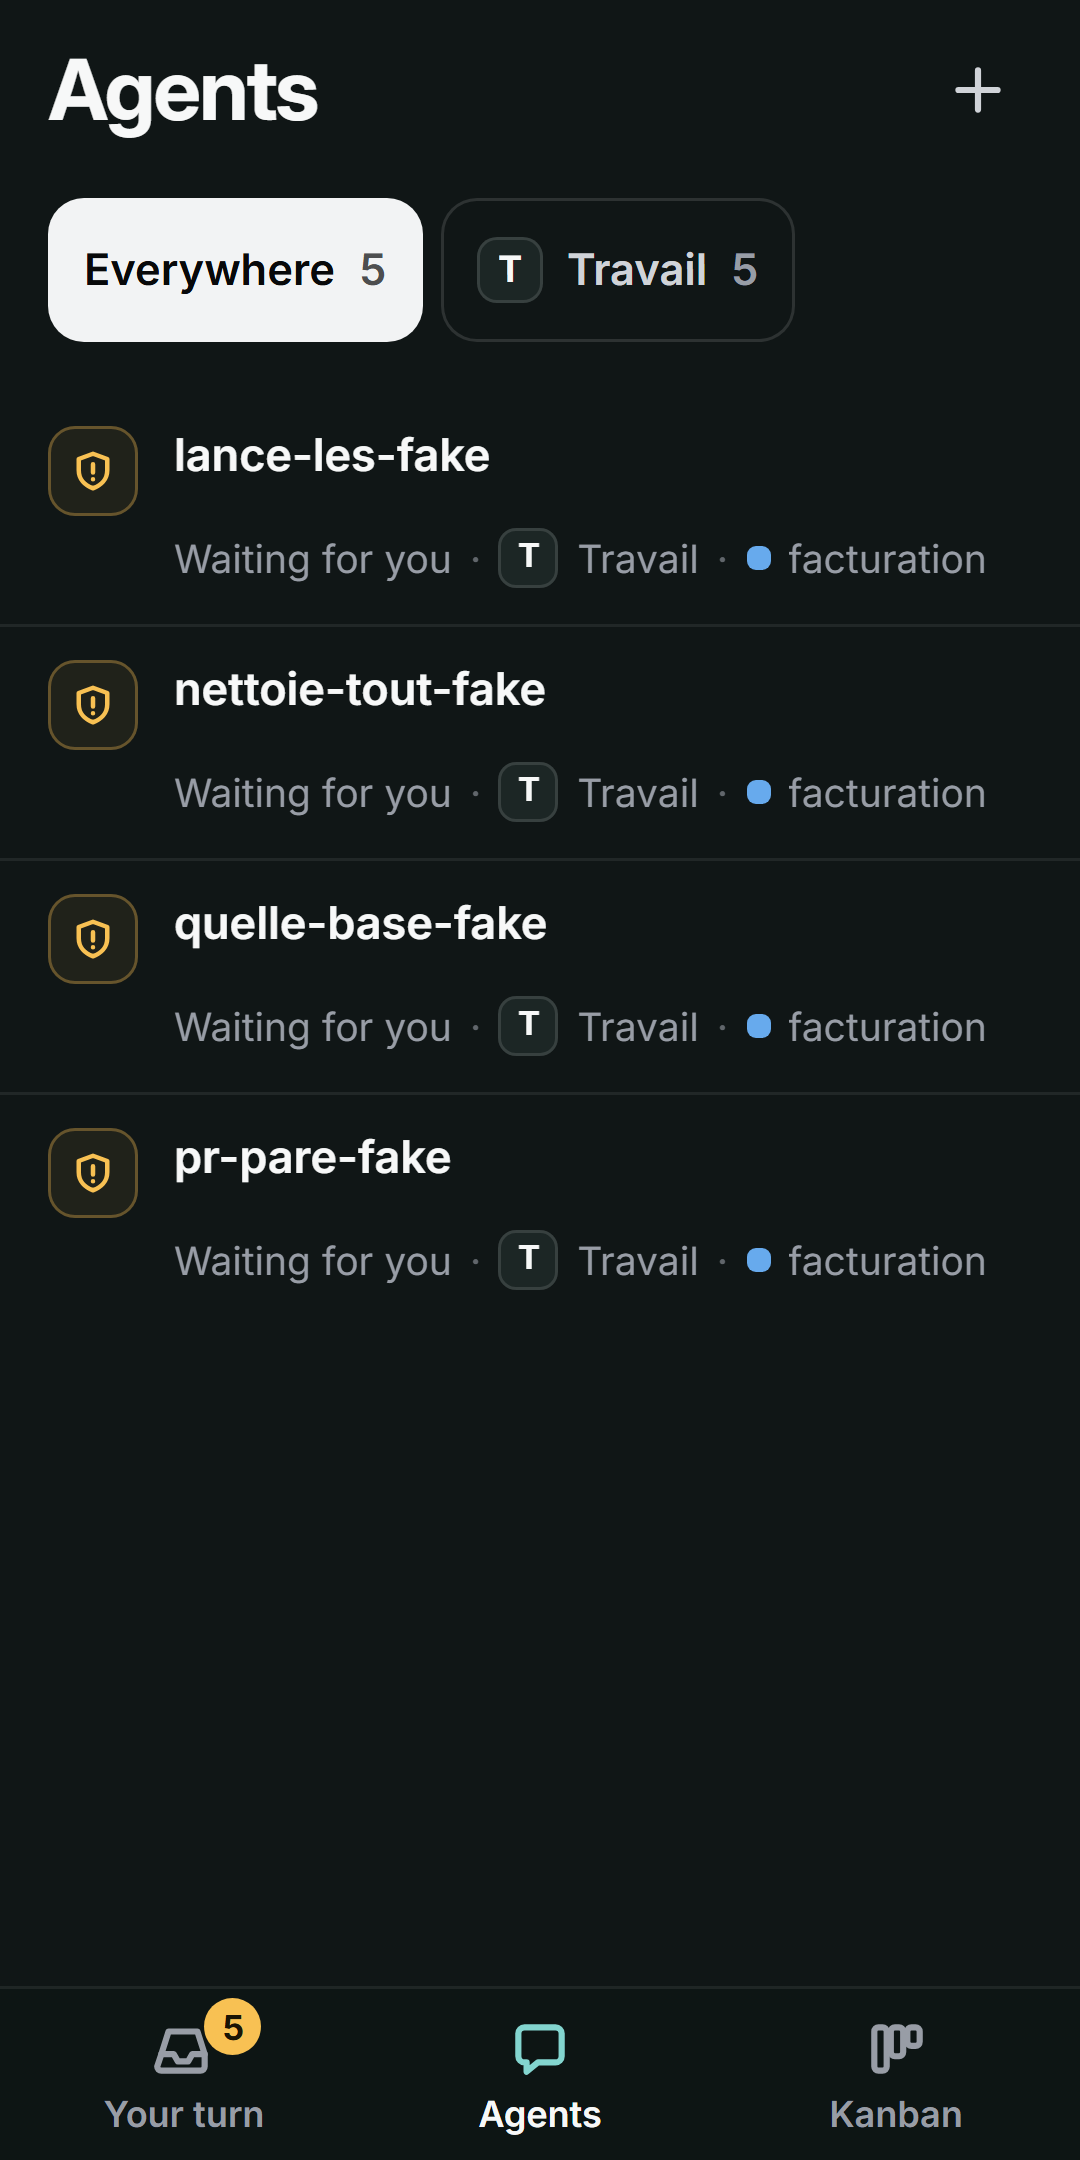 Agents
Everywhere 5
T Travail 5
lance-les-fake
Waiting for you · T Travail · facturation
nettoie-tout-fake
Waiting for you · T Travail · facturation
quelle-base-fake
Waiting for you · T Travail · facturation
pr-pare-fake
Waiting for you · T Travail · facturation
5
Your turn Agents Kanban